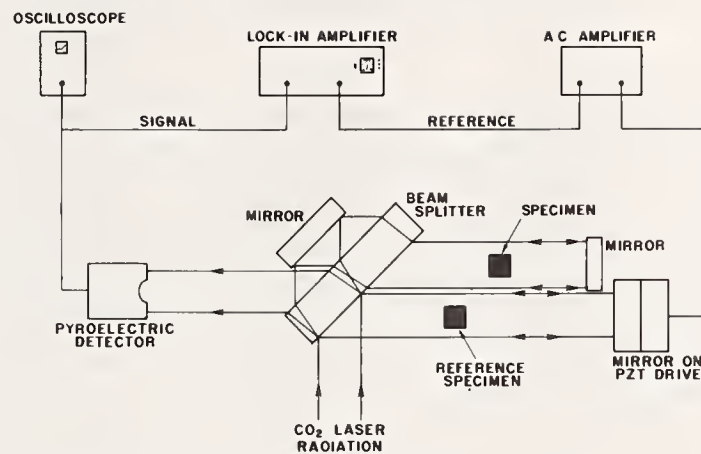 OSCILLOSCOPE
LOCK-IN AMPLIFIER
A C AMPLIFIER
SIGNAL
REFERENCE
MIRROR
BEAM
SPLITTER
SPECIMEN
MIRROR
PYROELECTRIC
DETECTOR
REFERENCE
SPECIMEN
MIRROR ON
PZT DRIVE
CO₂ LASER
RAOIATION